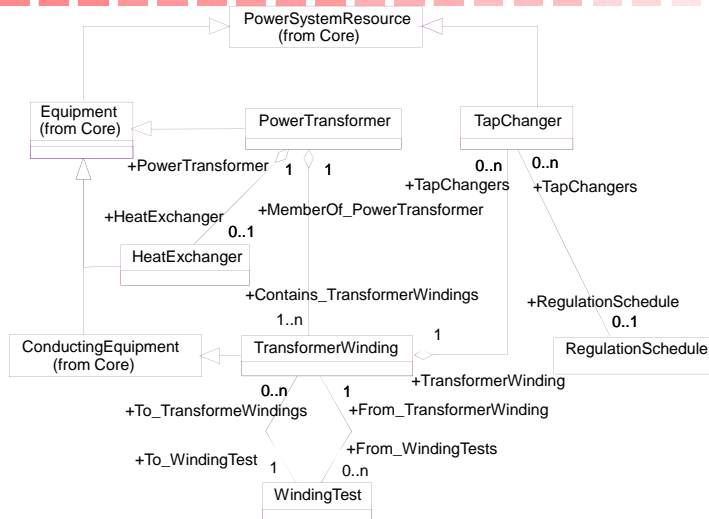 PowerSystemResource
(from Core)
Equipment
(from Core)
PowerTransformer
TapChanger
+PowerTransformer
1
1
0..n
0..n
+TapChangers
+TapChangers
+HeatExchanger
+MemberOf_PowerTransformer
0..1
HeatExchanger
+Contains_TransformerWindings
1..n
+RegulationSchedule
0..1
1
ConductingEquipment
(from Core)
TransformerWinding
RegulationSchedule
+TransformerWinding
0..n
1
+To_TransformeWindings
+From_TransformerWinding
+To_WindingTest
+From_WindingTests
1
0..n
WindingTest